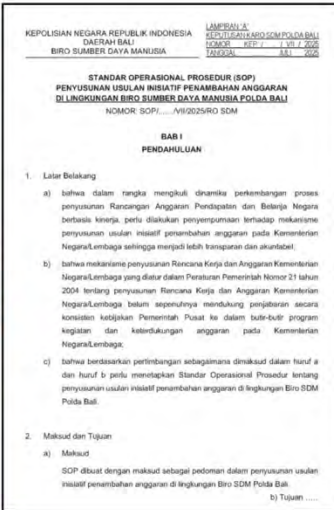 KEPOLISIAN NEGARA REPUBLIK INDONESIA
DAERAH BALI
BIRO SUMBER DAYA MANUSIA
LAMPIRAN "A"
KEPUTUSAN KARO SDM POLDA BALI
NOMOR KEP / / VII / 2025
TANGGAL JULI 2025
STANDAR OPERASIONAL PROSEDUR (SOP)
PENYUSUNAN USULAN INISIATIF PENAMBAHAN ANGGARAN
DI LINGKUNGAN BIRO SUMBER DAYA MANUSIA POLDA BALI
NOMOR: SOP/....../VII/2025/RO SDM
BAB I
PENDAHULUAN
1. Latar Belakang
a) bahwa dalam rangka mengikuti dinamika perkembangan proses
penyusunan Rancangan Anggaran Pendapatan dan Belanja Negara
berbasis kinerja, perlu dilakukan penyempurnaan terhadap mekanisme
penyusunan usulan inisiatif penambahan anggaran pada Kementerian
Negara/Lembaga sehingga menjadi lebih transparan dan akuntabel;
b) bahwa mekanisme penyusunan Rencana Kerja dan Anggaran Kementerian
Negara/Lembaga yang diatur dalam Peraturan Pemerintah Nomor 21 tahun
2004 tentang penyusunan Rencana Kerja dan Anggaran Kementerian
Negara/Lembaga belum sepenuhnya mendukung penjabaran secara
konsisten kebijakan Pemerintah Pusat ke dalam butir-butir program
kegiatan dan keterdukungan anggaran pada Kementerian
Negara/Lembaga;
c) bahwa berdasarkan pertimbangan sebagaimana dimaksud dalam huruf a
dan huruf b perlu menetapkan Standar Operasional Prosedur tentang
penyusunan usulan inisiatif penambahan anggaran di lingkungan Biro SDM
Polda Bali.
2. Maksud dan Tujuan
a) Maksud
SOP dibuat dengan maksud sebagai pedoman dalam penyusunan usulan
inisiatif penambahan anggaran di lingkungan Biro SDM Polda Bali.
b) Tujuan .....